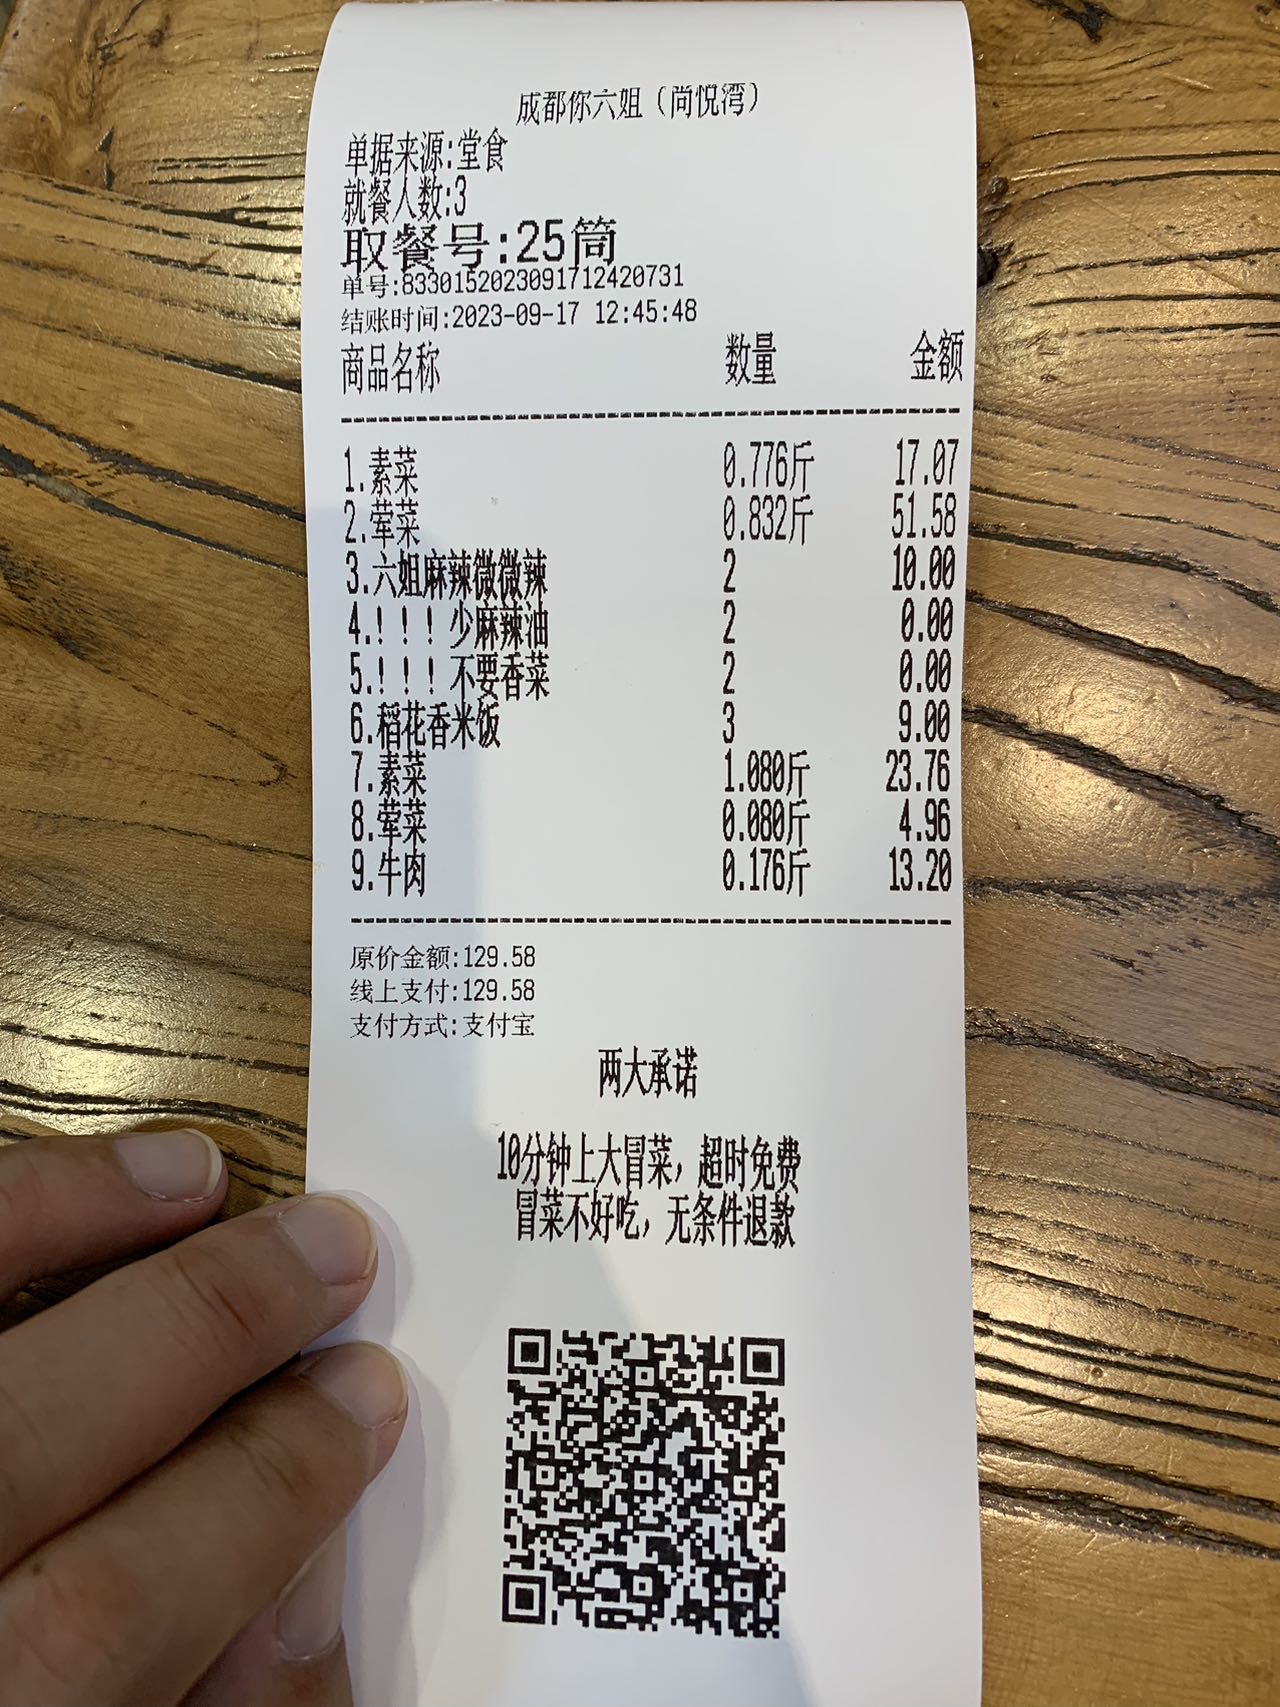 成都你六姐（尚悦湾）
单据来源:堂食
就餐人数:3
取餐号:25筒
单号:8330152023091712420731
结账时间:2023-09-17 12:45:48
商品名称 数量 金额
1.素菜 0.776斤 17.07
2.荤菜 0.832斤 51.58
3.六姐麻辣微微辣 2 10.00
4.！！！少麻辣油 2 0.00
5.！！！不要香菜 2 0.00
6.稻花香米饭 3 9.00
7.素菜 1.080斤 23.76
8.荤菜 0.080斤 4.96
9.牛肉 0.176斤 13.20
原价金额:129.58
线上支付:129.58
支付方式:支付宝
两大承诺
10分钟上大冒菜，超时免费
冒菜不好吃，无条件退款